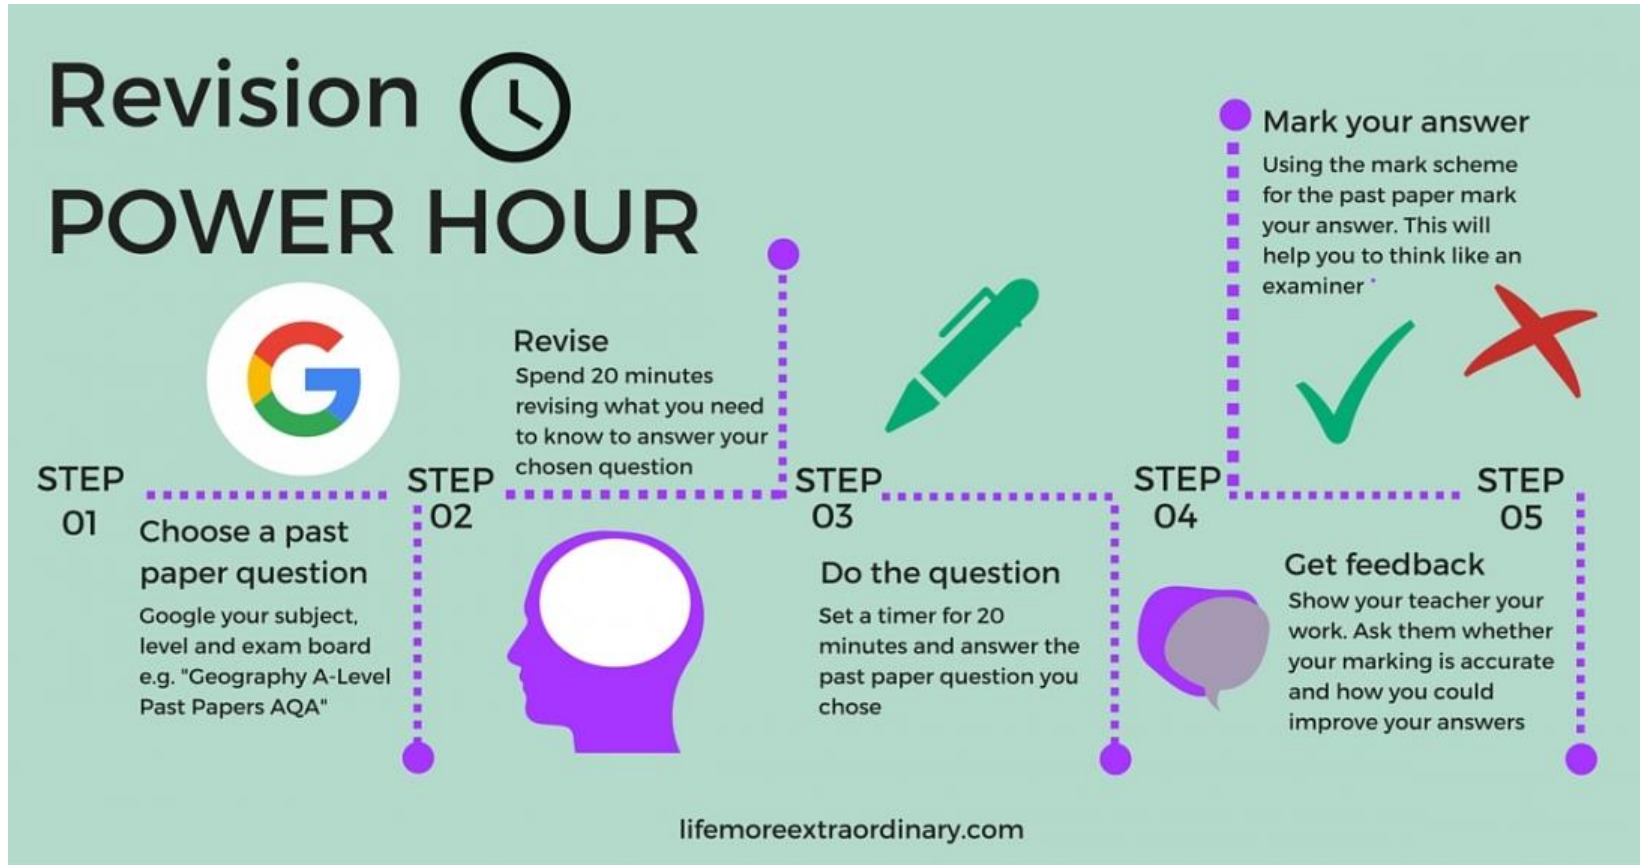 Revision
POWER HOUR
STEP
01
Choose a past
paper question
Google your subject,
level and exam board
e.g. "Geography A-Level
Past Papers AQA"
STEP
02
Revise
Spend 20 minutes
revising what you need
to know to answer your
chosen question
STEP
03
Do the question
Set a timer for 20
minutes and answer the
past paper question you
chose
STEP
04
Mark your answer
Using the mark scheme
for the past paper mark
your answer. This will
help you to think like an
examiner
STEP
05
Get feedback
Show your teacher your
work. Ask them whether
your marking is accurate
and how you could
improve your answers
lifemoreextraordinary.com